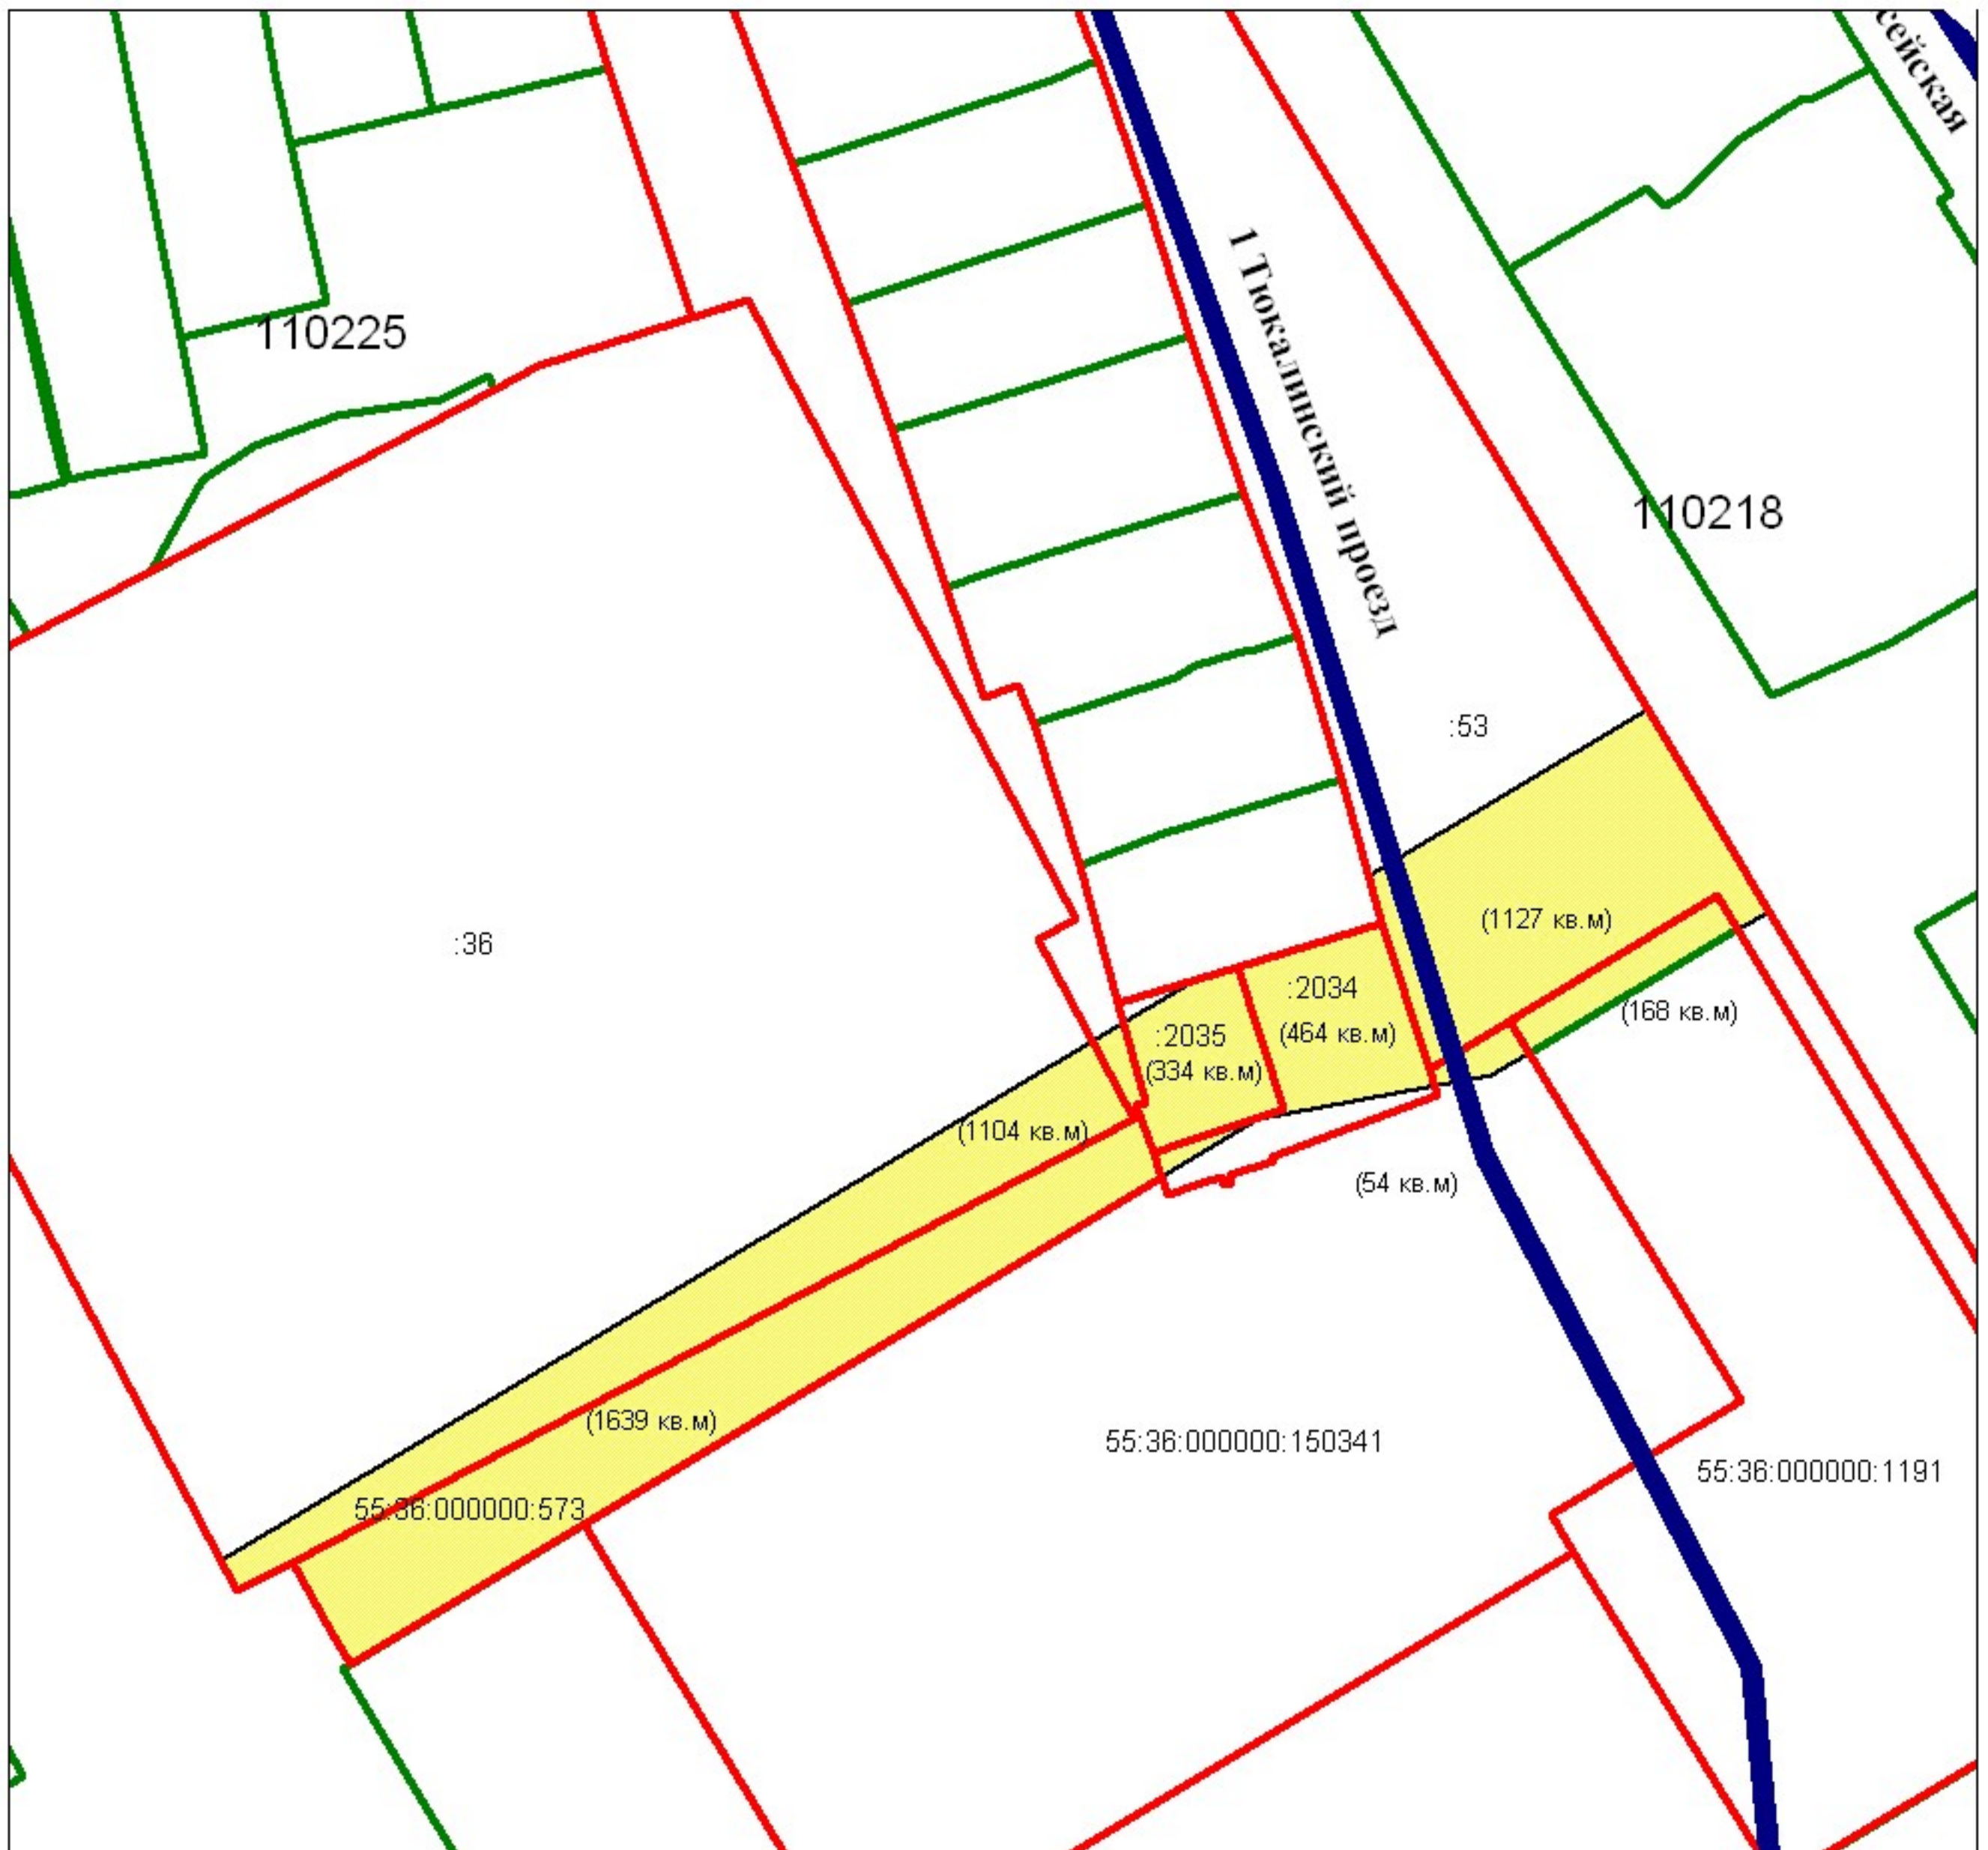 сейская
1 Тюкалинский проезд
110225
110218
:53
(1127 кв.м)
:36
:2034
(464 кв.м)
:2035
(334 кв.м)
(168 кв.м)
(1104 кв.м)
(54 кв.м)
(1639 кв.м)
55:36:000000:150341
55:36:000000:1191
55:36:000000:573